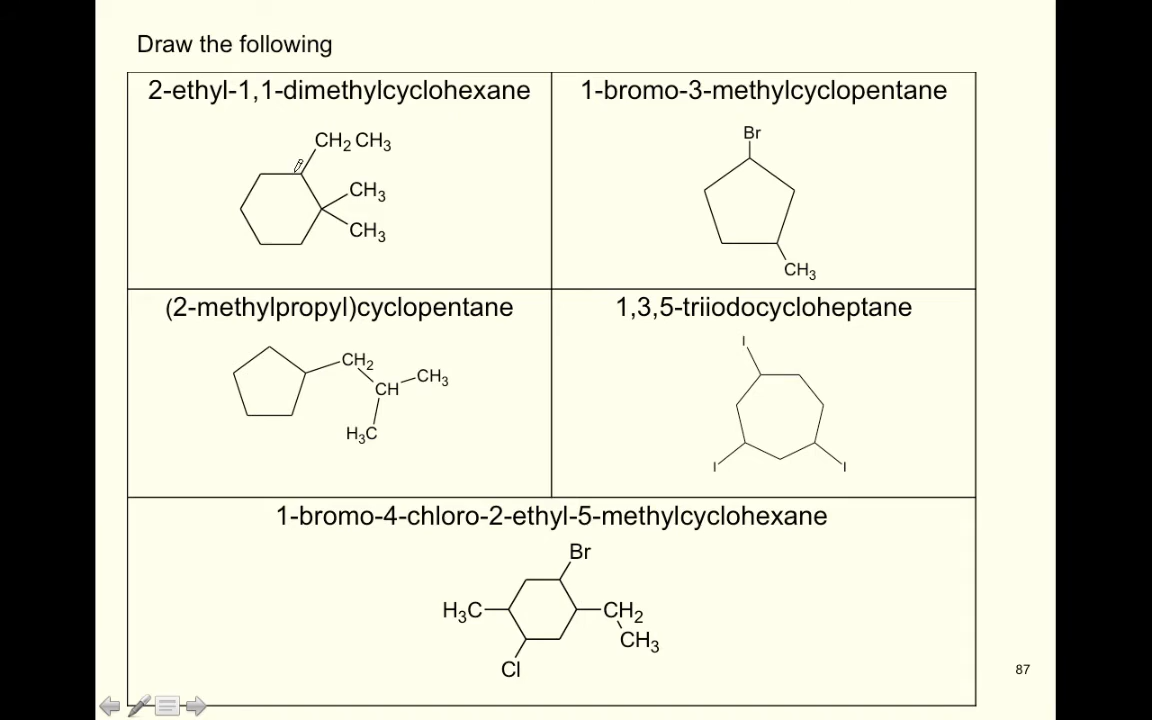 Draw the following
2-ethyl-1,1-dimethylcyclohexane
CH₂CH₃
CH₃
CH₃
1-bromo-3-methylcyclopentane
Br
CH₃
(2-methylpropyl)cyclopentane
CH₂
CH
CH₃
H₃C
1,3,5-triiodocycloheptane
I
I
I
1-bromo-4-chloro-2-ethyl-5-methylcyclohexane
Br
H₃C
CH₂
CH₃
Cl
87